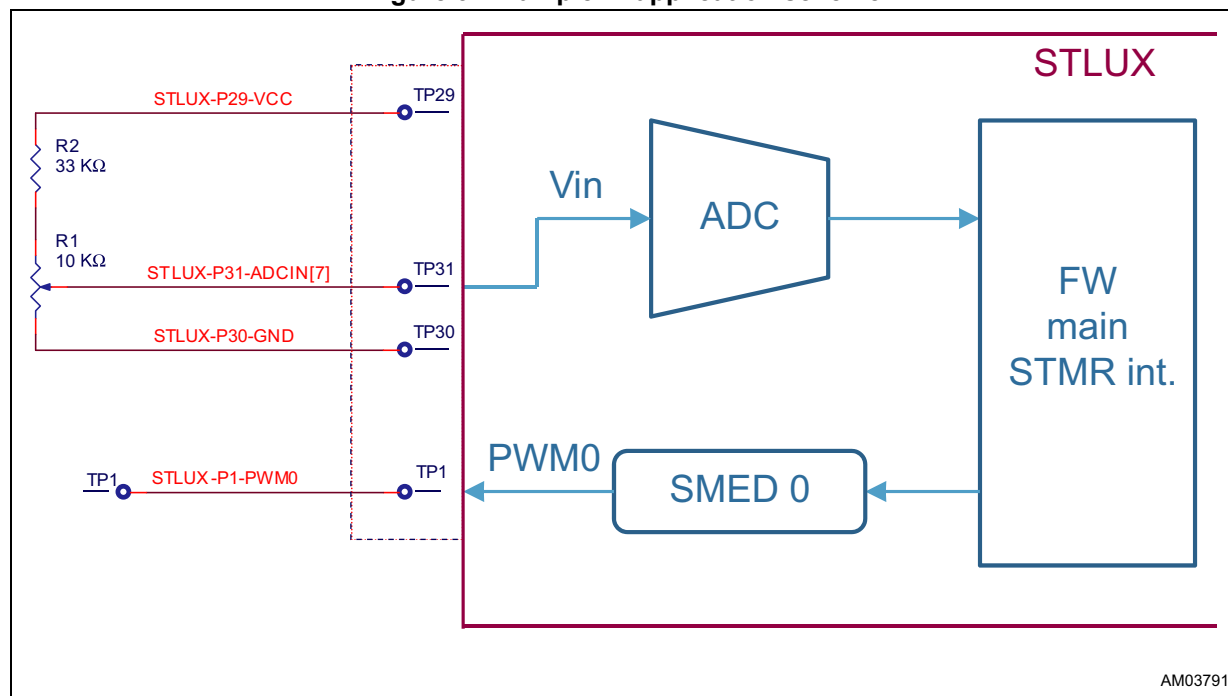 STLUX
STLUX-P29-VCC
TP29
R2
33 KΩ
Vin
ADC
R1
10 KΩ
STLUX-P31-ADCIN[7]
TP31
FW
main
STMR int.
STLUX-P30-GND
TP30
PWM0
TP1
STLUX-P1-PWM0
TP1
SMED 0
AM03791